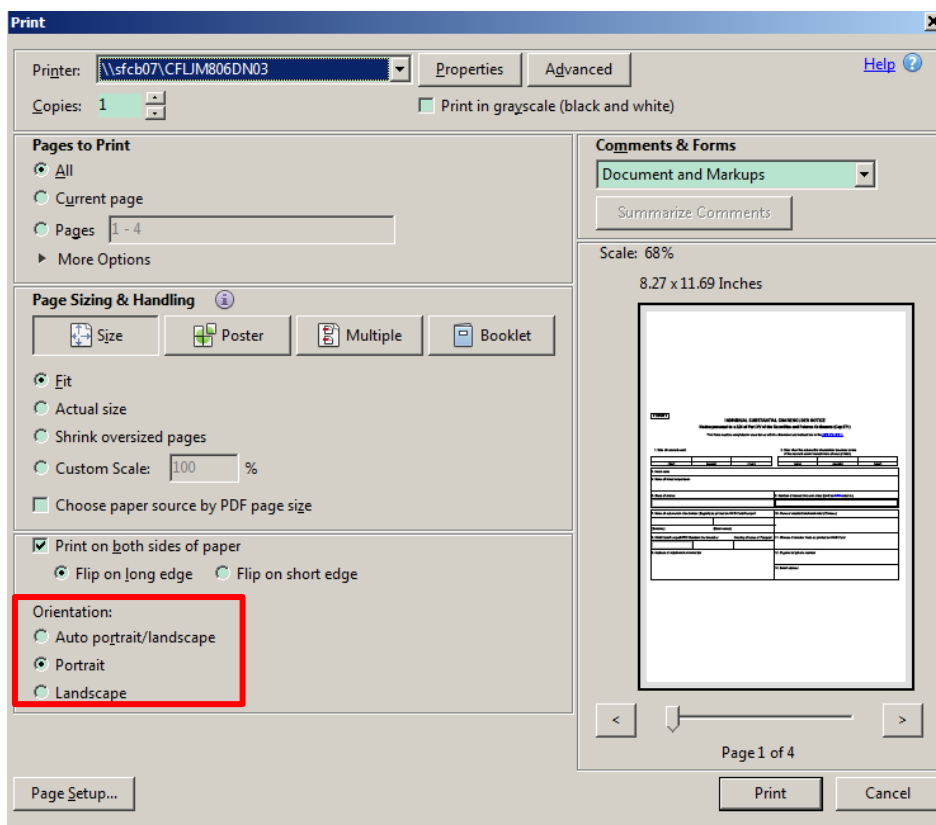 Print
Printer: \\sfcb07\CFLJM806DN03 Properties Advanced Help
Copies: 1 Print in grayscale (black and white)
Pages to Print
All
Current page
Pages 1 - 4
More Options
Comments & Forms
Document and Markups
Summarize Comments
Page Sizing & Handling
Size Poster Multiple Booklet
Fit
Actual size
Shrink oversized pages
Custom Scale: 100 %
Choose paper source by PDF page size
Print on both sides of paper
Flip on long edge Flip on short edge
Orientation:
Auto portrait/landscape
Portrait
Landscape
Scale: 68%
8.27 x 11.69 Inches
INDIVIDUAL SUBSTANTIAL SHAREHOLDER NOTICE
< >
Page 1 of 4
Page Setup... Print Cancel